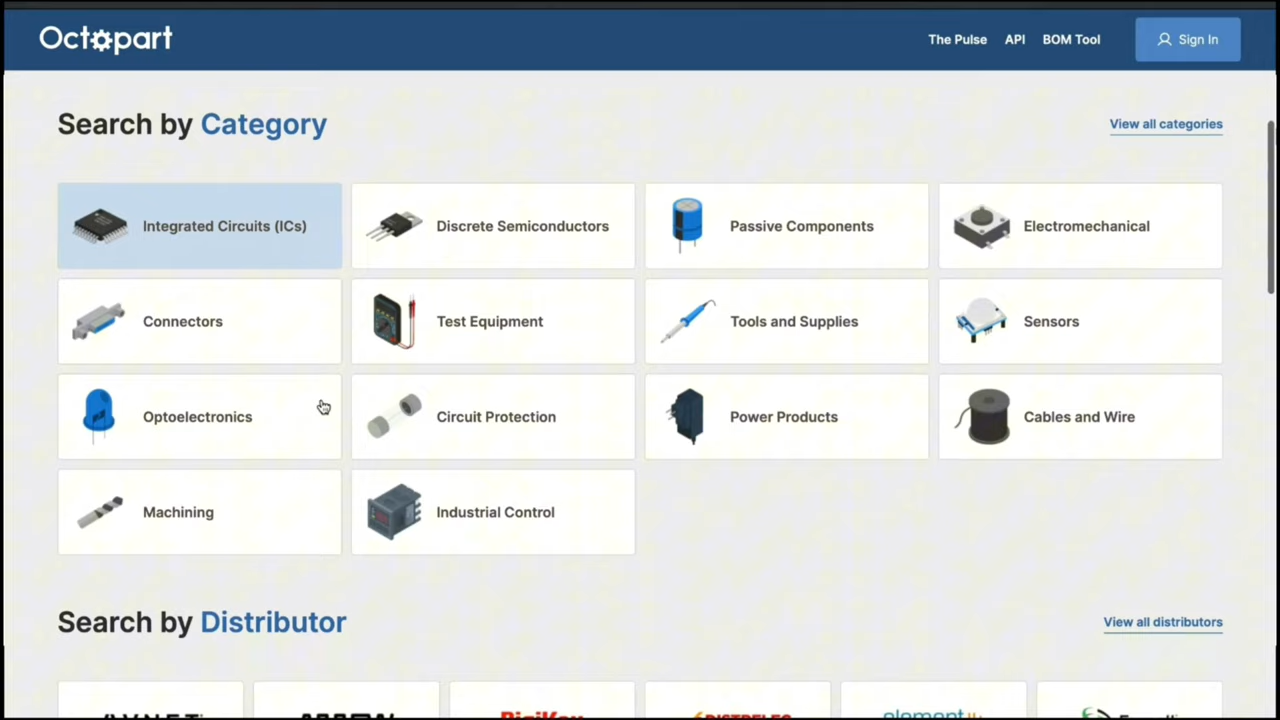 Octopart
The Pulse API BOM Tool Sign In
Search by Category
View all categories
Integrated Circuits (ICs)
Discrete Semiconductors
Passive Components
Electromechanical
Connectors
Test Equipment
Tools and Supplies
Sensors
Optoelectronics
Circuit Protection
Power Products
Cables and Wire
Machining
Industrial Control
Search by Distributor
View all distributors